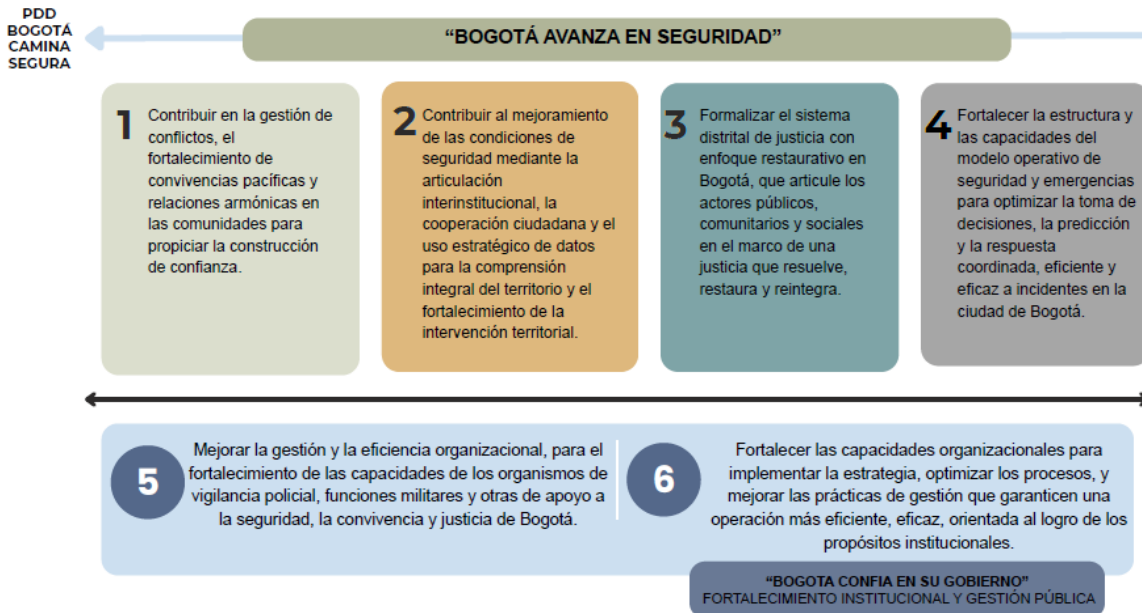 PDD
BOGOTÁ
CAMINA
SEGURA
“BOGOTÁ AVANZA EN SEGURIDAD”
1
Contribuir en la gestión de
conflictos, el
fortalecimiento de
convivencias pacíficas y
relaciones armónicas en
las comunidades para
propiciar la construcción
de confianza.
2
Contribuir al mejoramiento
de las condiciones de
seguridad mediante la
articulación
interinstitucional, la
cooperación ciudadana y el
uso estratégico de datos
para la comprensión
integral del territorio y el
fortalecimiento de la
intervención territorial.
3
Formalizar el sistema
distrital de justicia con
enfoque restaurativo en
Bogotá, que articule los
actores públicos,
comunitarios y sociales
en el marco de una
justicia que resuelve,
restaura y reintegra.
4
Fortalecer la estructura y
las capacidades del
modelo operativo de
seguridad y emergencias
para optimizar la toma de
decisiones, la predicción
y la respuesta
coordinada, eficiente y
eficaz a incidentes en la
ciudad de Bogotá.
5
Mejorar la gestión y la eficiencia organizacional, para el
fortalecimiento de las capacidades de los organismos de
vigilancia policial, funciones militares y otras de apoyo a
la seguridad, la convivencia y justicia de Bogotá.
6
Fortalecer las capacidades organizacionales para
implementar la estrategia, optimizar los procesos, y
mejorar las prácticas de gestión que garanticen una
operación más eficiente, eficaz, orientada al logro de los
propósitos institucionales.
“BOGOTA CONFIA EN SU GOBIERNO”
FORTALECIMIENTO INSTITUCIONAL Y GESTIÓN PÚBLICA